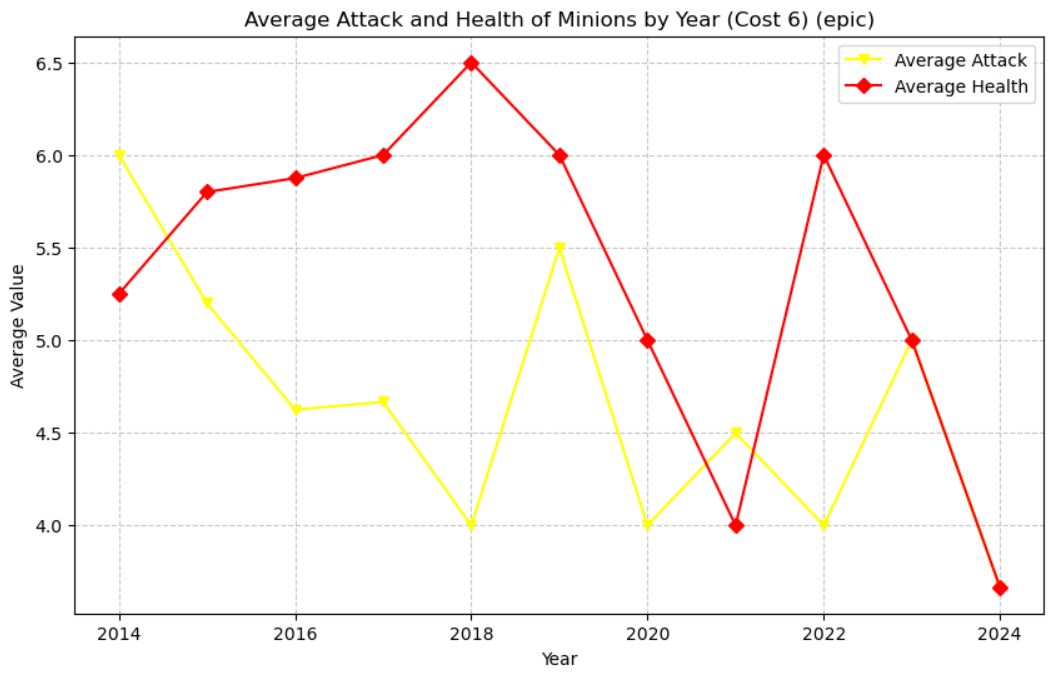 Average Attack and Health of Minions by Year (Cost 6) (epic)
Average Attack
Average Health
Average Value
6.5
6.0
5.5
5.0
4.5
4.0
2014 2016 2018 2020 2022 2024
Year